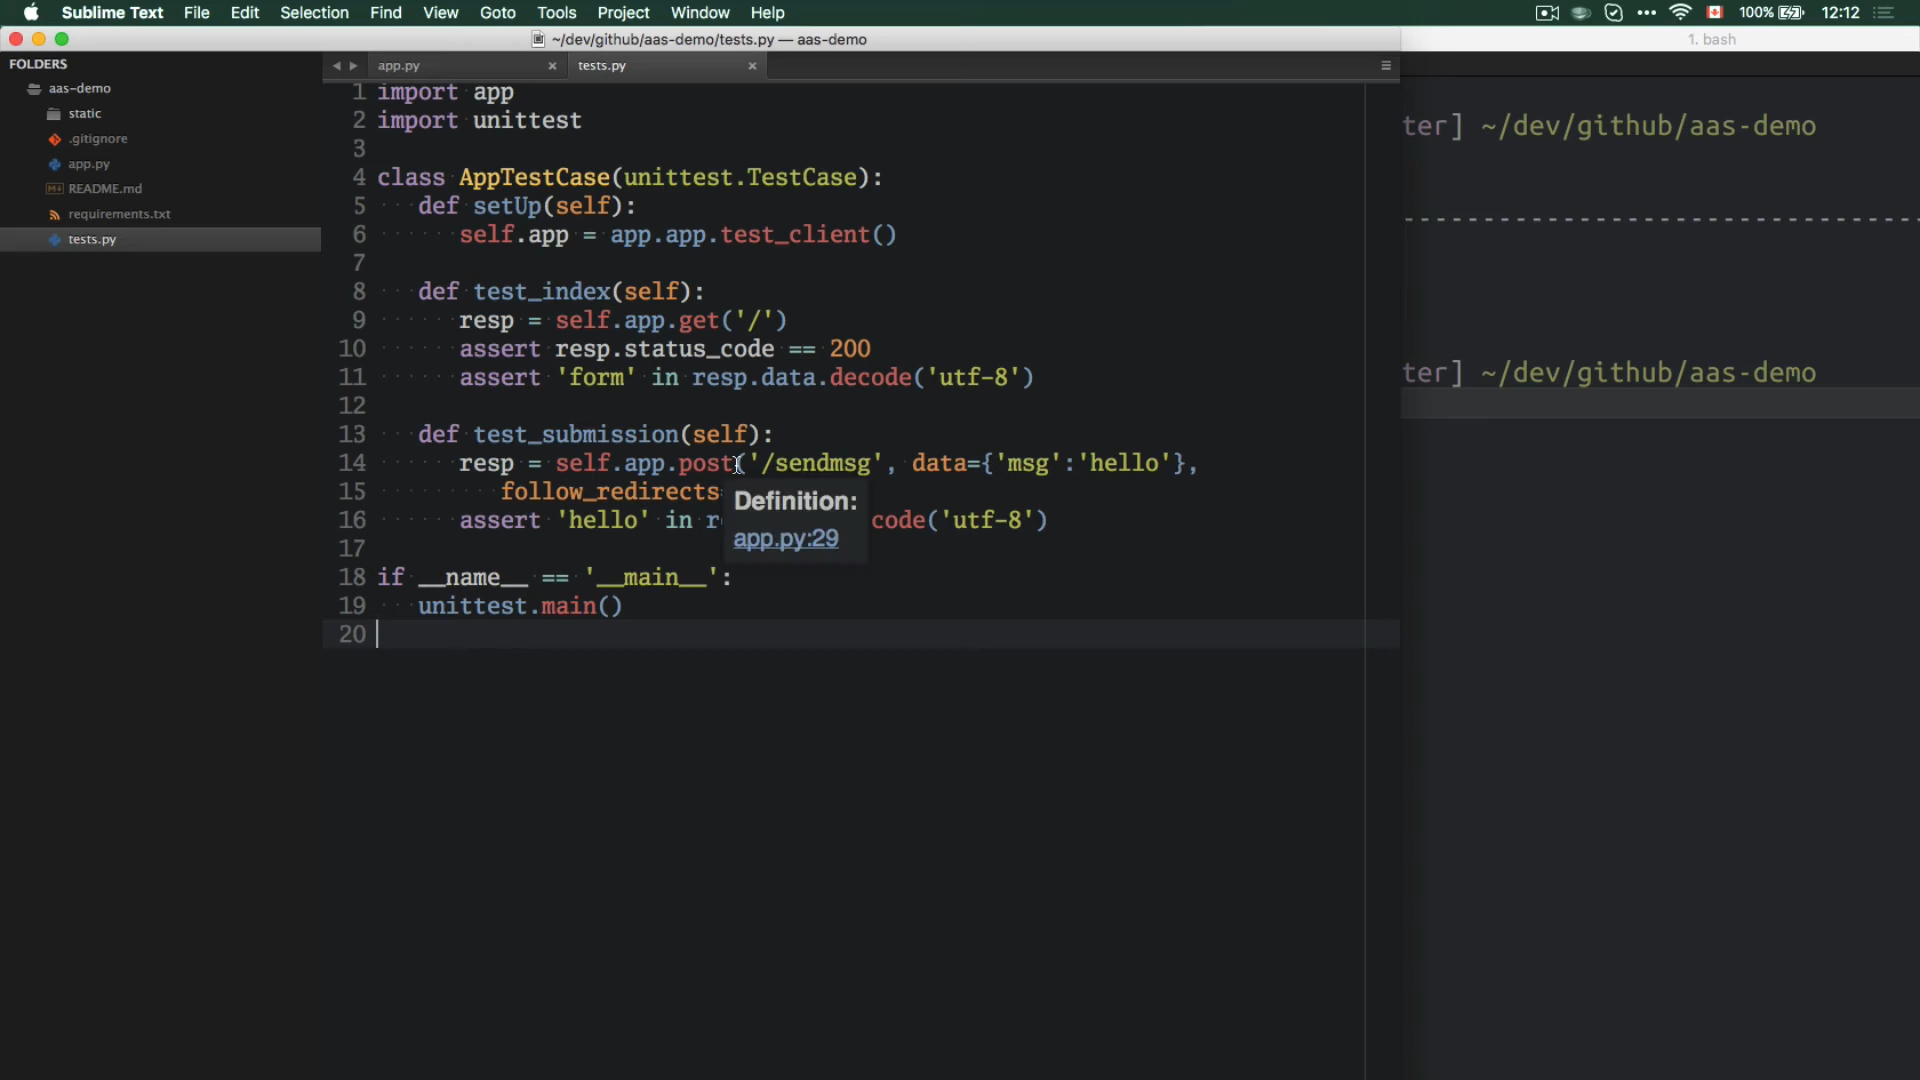 Sublime Text File Edit Selection Find View Goto Tools Project Window Help 100% 12:12
~/dev/github/aas-demo/tests.py — aas-demo
1. bash
FOLDERS
aas-demo
static
.gitignore
app.py
README.md
requirements.txt
tests.py
app.py
tests.py
1 import app
2 import unittest
3
4 class AppTestCase(unittest.TestCase):
5 def setUp(self):
6 self.app = app.app.test_client()
7
8 def test_index(self):
9 resp = self.app.get('/')
10 assert resp.status_code == 200
11 assert 'form' in resp.data.decode('utf-8')
12
13 def test_submission(self):
14 resp = self.app.post('/sendmsg', data={'msg':'hello'},
15 follow_redirects
16 assert 'hello' in r code('utf-8')
17
18 if __name__ == '__main__':
19 unittest.main()
20
Definition:
app.py:29
ter] ~/dev/github/aas-demo
---------------------------------------
ter] ~/dev/github/aas-demo